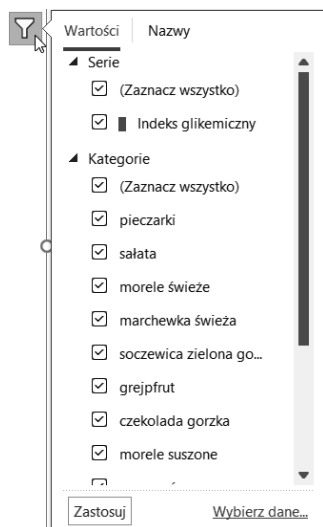 Wartości Nazwy
Serie
(Zaznacz wszystko)
Indeks glikemiczny
Kategorie
(Zaznacz wszystko)
pieczarki
sałata
morele świeże
marchewka świeża
soczewica zielona go...
grejpfrut
czekolada gorzka
morele suszone
Zastosuj Wybierz dane...